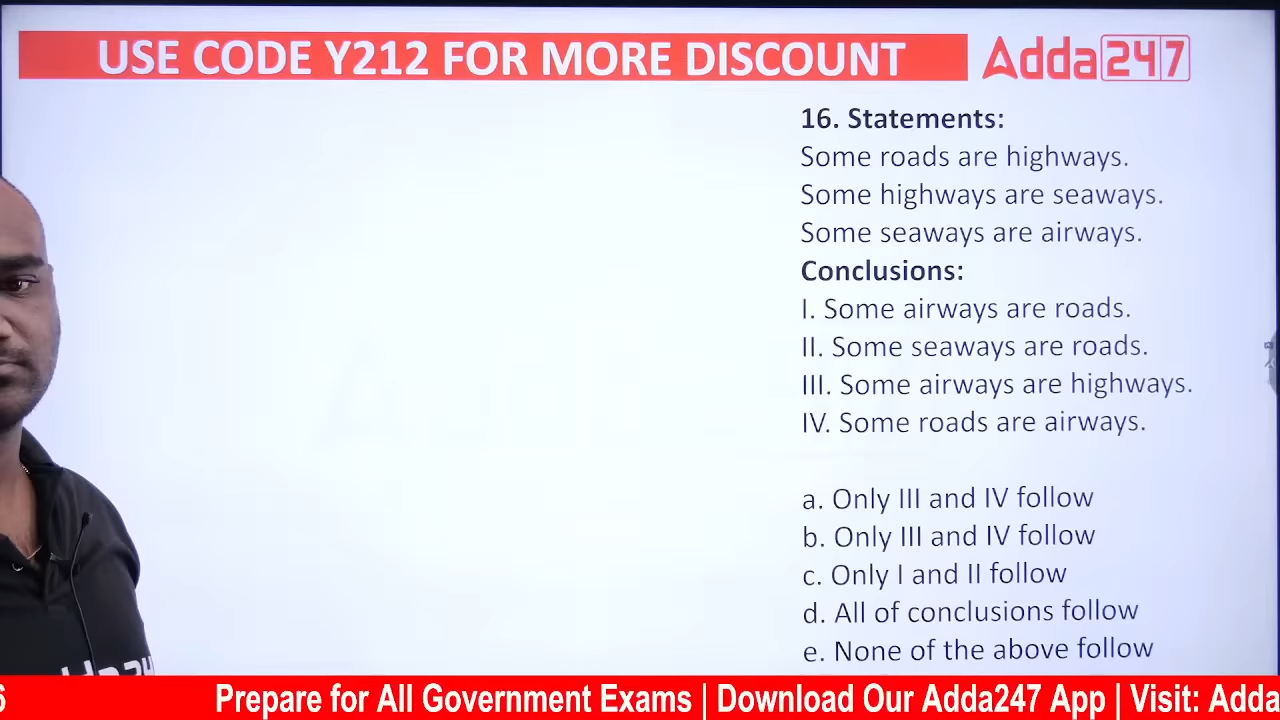 USE CODE Y212 FOR MORE DISCOUNT
Adda247
16. Statements:
Some roads are highways.
Some highways are seaways.
Some seaways are airways.
Conclusions:
I. Some airways are roads.
II. Some seaways are roads.
III. Some airways are highways.
IV. Some roads are airways.
a. Only III and IV follow
b. Only III and IV follow
c. Only I and II follow
d. All of conclusions follow
e. None of the above follow
6 Prepare for All Government Exams | Download Our Adda247 App | Visit: Adda